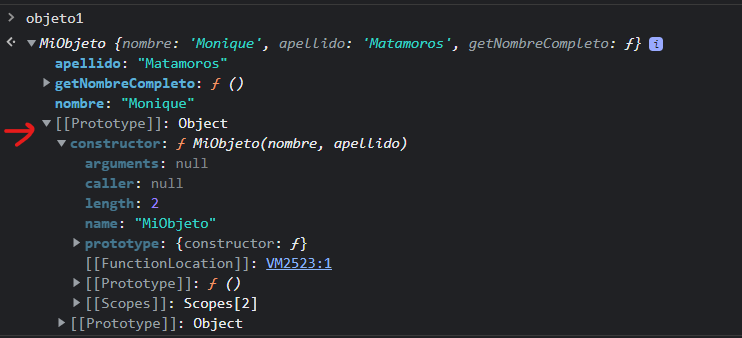 > objeto1
MiObjeto {nombre: 'Monique', apellido: 'Matamoros', getNombreCompleto: ƒ} i
apellido: "Matamoros"
getNombreCompleto: ƒ ()
nombre: "Monique"
[[Prototype]]: Object
constructor: ƒ MiObjeto(nombre, apellido)
arguments: null
caller: null
length: 2
name: "MiObjeto"
prototype: {constructor: ƒ}
[[FunctionLocation]]: VM2523:1
[[Prototype]]: ƒ ()
[[Scopes]]: Scopes[2]
[[Prototype]]: Object